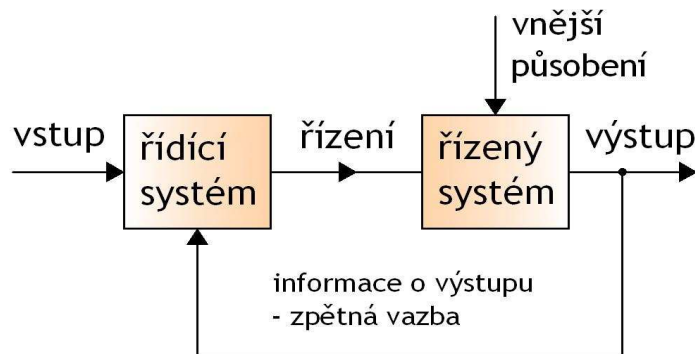 vnější
působení
vstup
řídící
systém
řízení
řízený
systém
výstup
informace o výstupu
- zpětná vazba